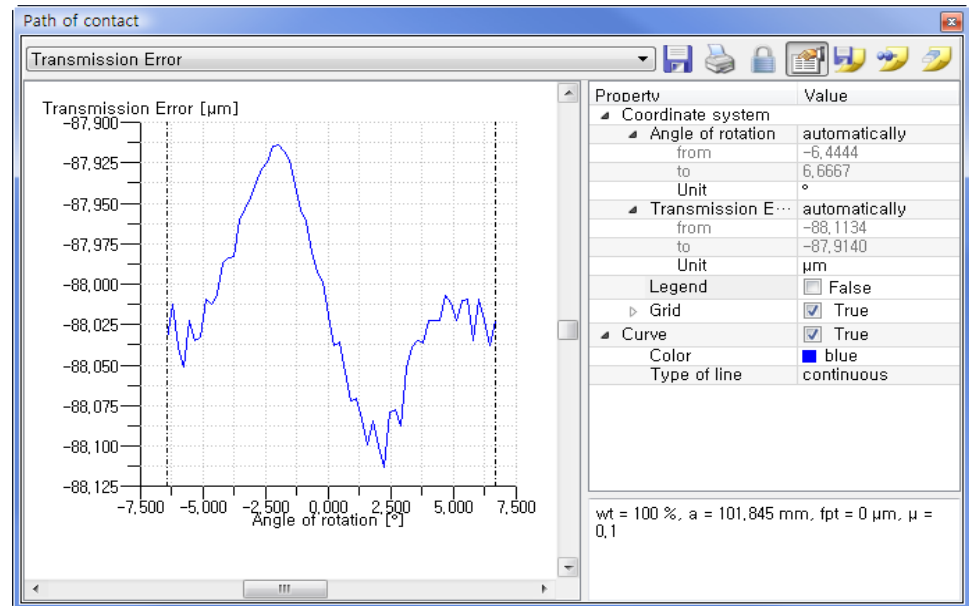 Path of contact
Transmission Error
Transmission Error [µm]
-87,900
-87,925
-87,950
-87,975
-88,000
-88,025
-88,050
-88,075
-88,100
-88,125
-7,500 -5,000 -2,500 0,000 2,500 5,000 7,500
Angle of rotation [°]
Property Value
Coordinate system
Angle of rotation automatically
from -6,4444
to 6,6667
Unit °
Transmission E··· automatically
from -88,1134
to -87,9140
Unit µm
Legend False
Grid True
Curve True
Color blue
Type of line continuous
wt = 100 %, a = 101,845 mm, fpt = 0 µm, µ =
0,1